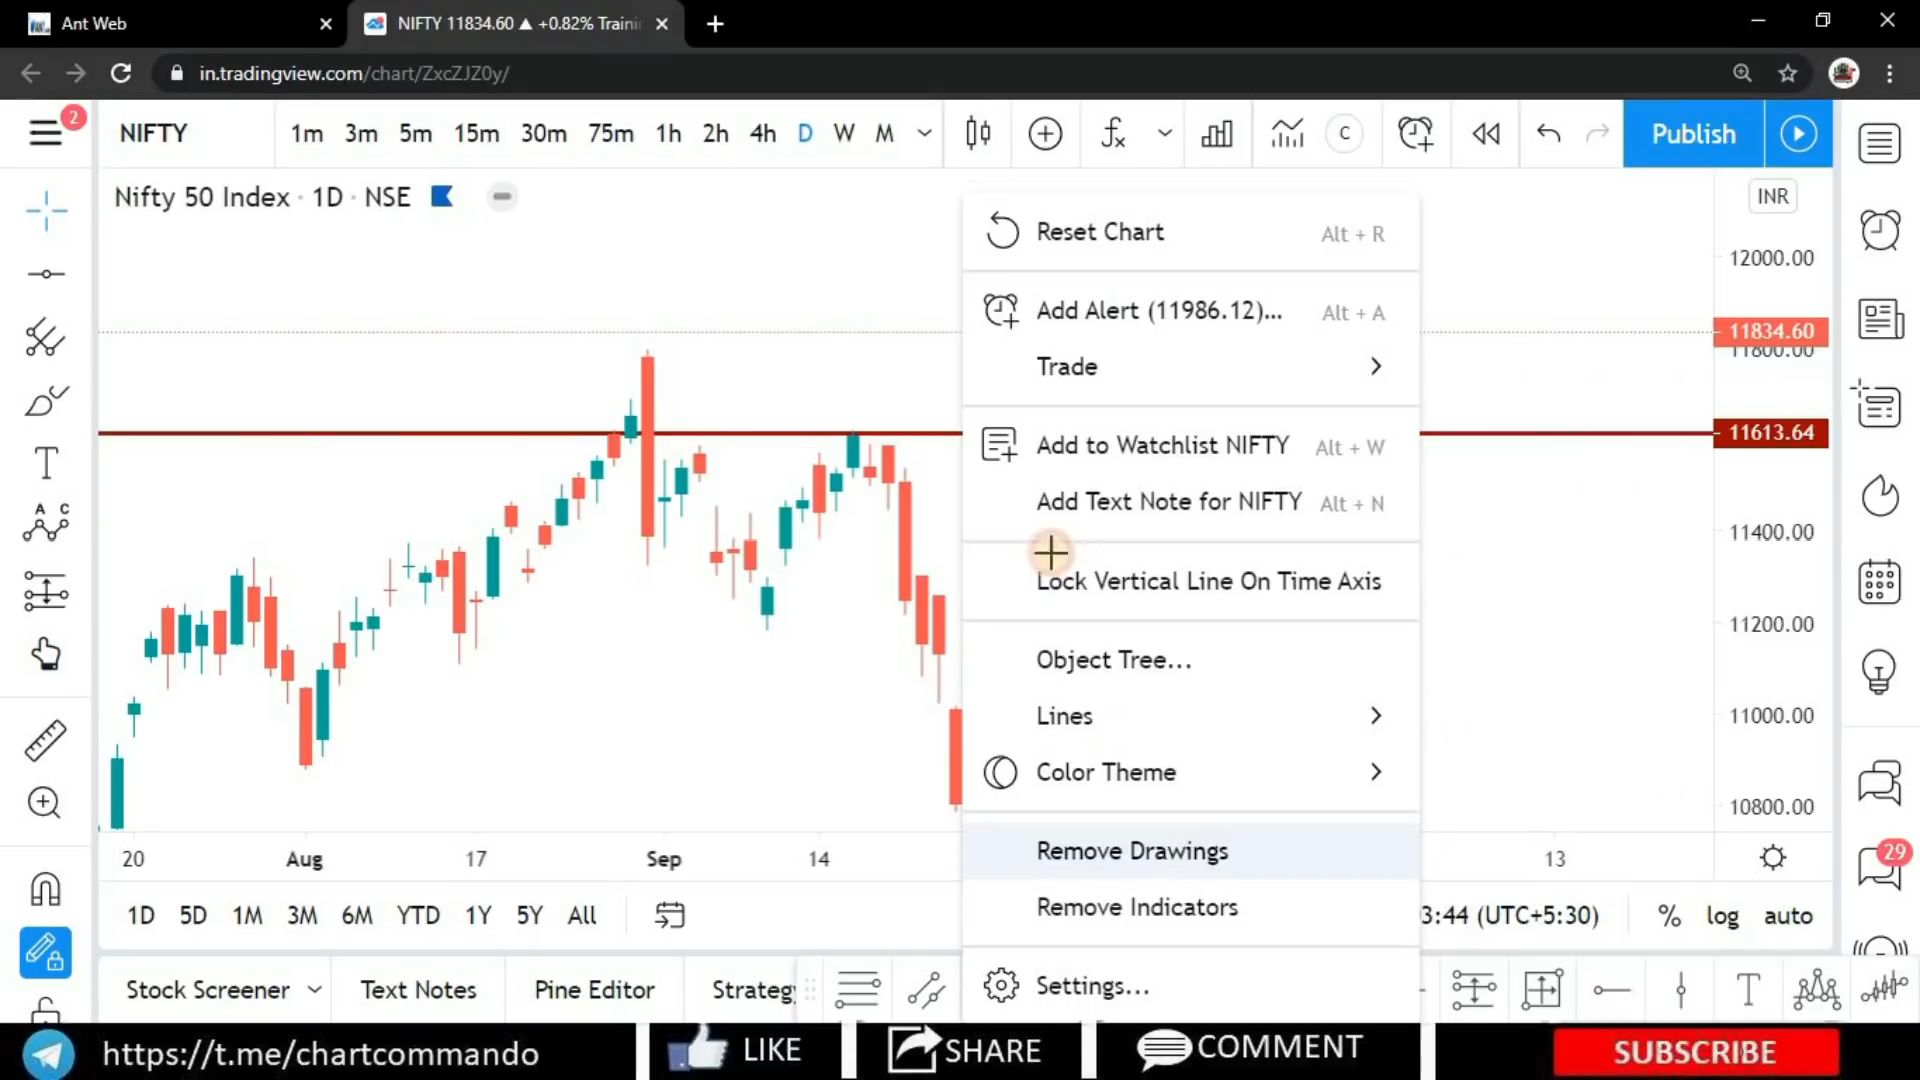 Ant Web
NIFTY 11834.60 ▲ +0.82% Traini
in.tradingview.com/chart/ZxcZJZ0y/
2
NIFTY
1m 3m 5m 15m 30m 75m 1h 2h 4h D W M
C
Publish
Nifty 50 Index · 1D · NSE
INR
Reset Chart Alt + R
Add Alert (11986.12)... Alt + A
Trade
Add to Watchlist NIFTY Alt + W
Add Text Note for NIFTY Alt + N
Lock Vertical Line On Time Axis
Object Tree...
Lines
Color Theme
Remove Drawings
Remove Indicators
Settings...
12000.00
11834.60
11800.00
11613.64
11400.00
11200.00
11000.00
10800.00
T
A C
20 Aug 17 Sep 14 13
29
1D 5D 1M 3M 6M YTD 1Y 5Y All
3:44 (UTC+5:30) % log auto
Stock Screener Text Notes Pine Editor Strategy
T
https://t.me/chartcommando LIKE SHARE COMMENT SUBSCRIBE